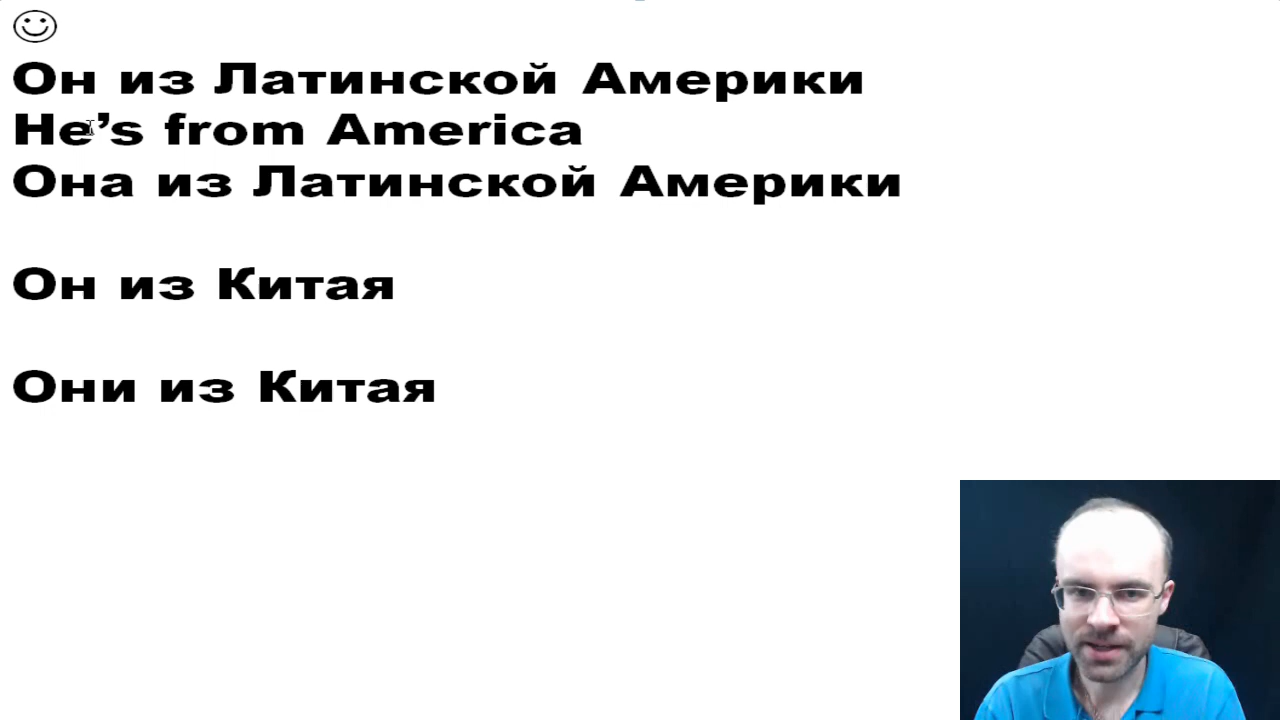 Он из Латинской Америки
He’s from America
Она из Латинской Америки
Он из Китая
Они из Китая